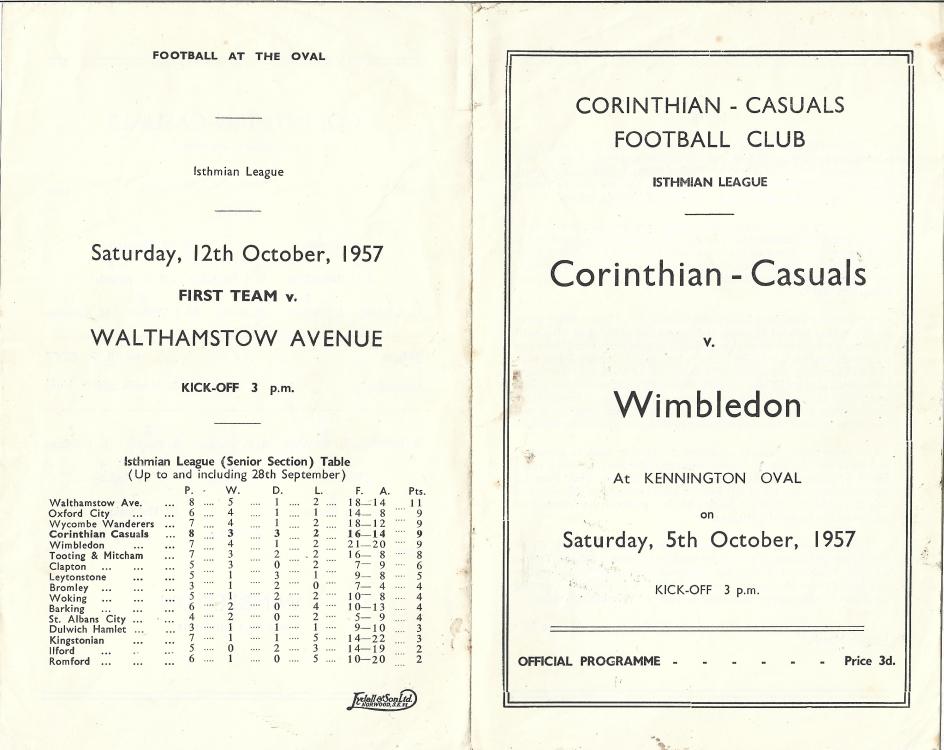 FOOTBALL AT THE OVAL
Isthmian League
Saturday, 12th October, 1957
FIRST TEAM v.
WALTHAMSTOW AVENUE
KICK-OFF 3 p.m.
Isthmian League (Senior Section) Table
(Up to and including 28th September)
P. W. D. L. F. A. Pts.
Walthamstow Ave. ... 8 .... 5 .... 1 .... 2 .... 18—14 .... 11
Oxford City ... 6 .... 4 .... 1 .... 1 .... 14— 8 .... 9
Wycombe Wanderers ... 7 .... 4 .... 1 .... 2 .... 18—12 .... 9
Corinthian Casuals ... 8 .... 3 .... 3 .... 2 .... 16—14 .... 9
Wimbledon ... ... 7 .... 4 .... 1 .... 2 .... 21—20 .... 9
Tooting & Mitcham ... 7 .... 3 .... 2 .... 2 .... 16— 8 .... 8
Clapton ... ... ... 5 .... 3 .... 0 .... 2 .... 7— 9 .... 6
Leytonstone ... ... 5 .... 1 .... 3 .... 1 .... 9— 8 .... 5
Bromley ... ... ... 3 .... 1 .... 2 .... 0 .... 7— 4 .... 4
Woking ... ... ... 5 .... 1 .... 2 .... 2 .... 10— 8 .... 4
Barking ... ... ... 6 .... 2 .... 0 .... 4 .... 10—13 .... 4
St. Albans City ... ... 4 .... 2 .... 0 .... 2 .... 5— 9 .... 4
Dulwich Hamlet ... ... 3 .... 1 .... 1 .... 1 .... 9—10 .... 3
Kingstonian ... ... 7 .... 1 .... 1 .... 5 .... 14—22 .... 3
Ilford ... ... ... 5 .... 0 .... 2 .... 3 .... 14—19 .... 2
Romford ... ... ... 6 .... 1 .... 0 .... 5 .... 10—20 .... 2
&SonLtd.
NORWOOD, S.E.
CORINTHIAN - CASUALS
FOOTBALL CLUB
ISTHMIAN LEAGUE
Corinthian - Casuals
v.
Wimbledon
At KENNINGTON OVAL
on
Saturday, 5th October, 1957
KICK-OFF 3 p.m.
OFFICIAL PROGRAMME - - - - - - Price 3d.